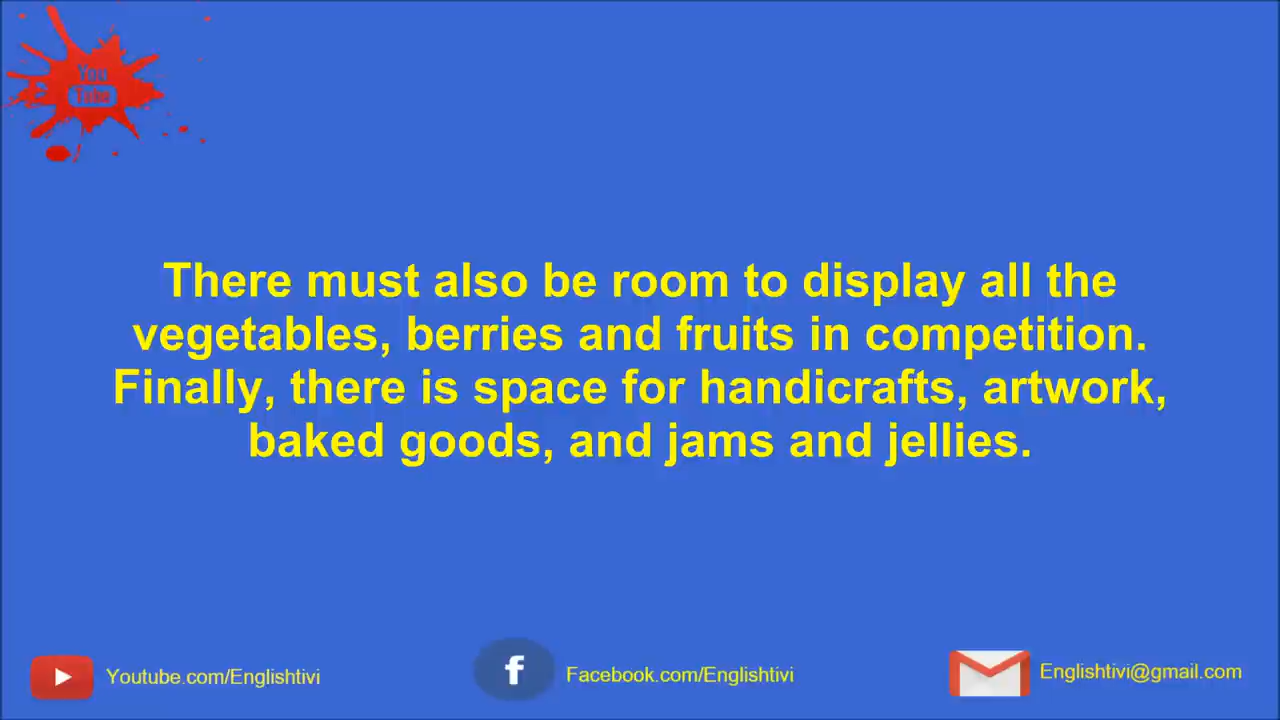 You
Tube
There must also be room to display all the
vegetables, berries and fruits in competition.
Finally, there is space for handicrafts, artwork,
baked goods, and jams and jellies.
Youtube.com/Englishtivi
f
Facebook.com/Englishtivi
Englishtivi@gmail.com